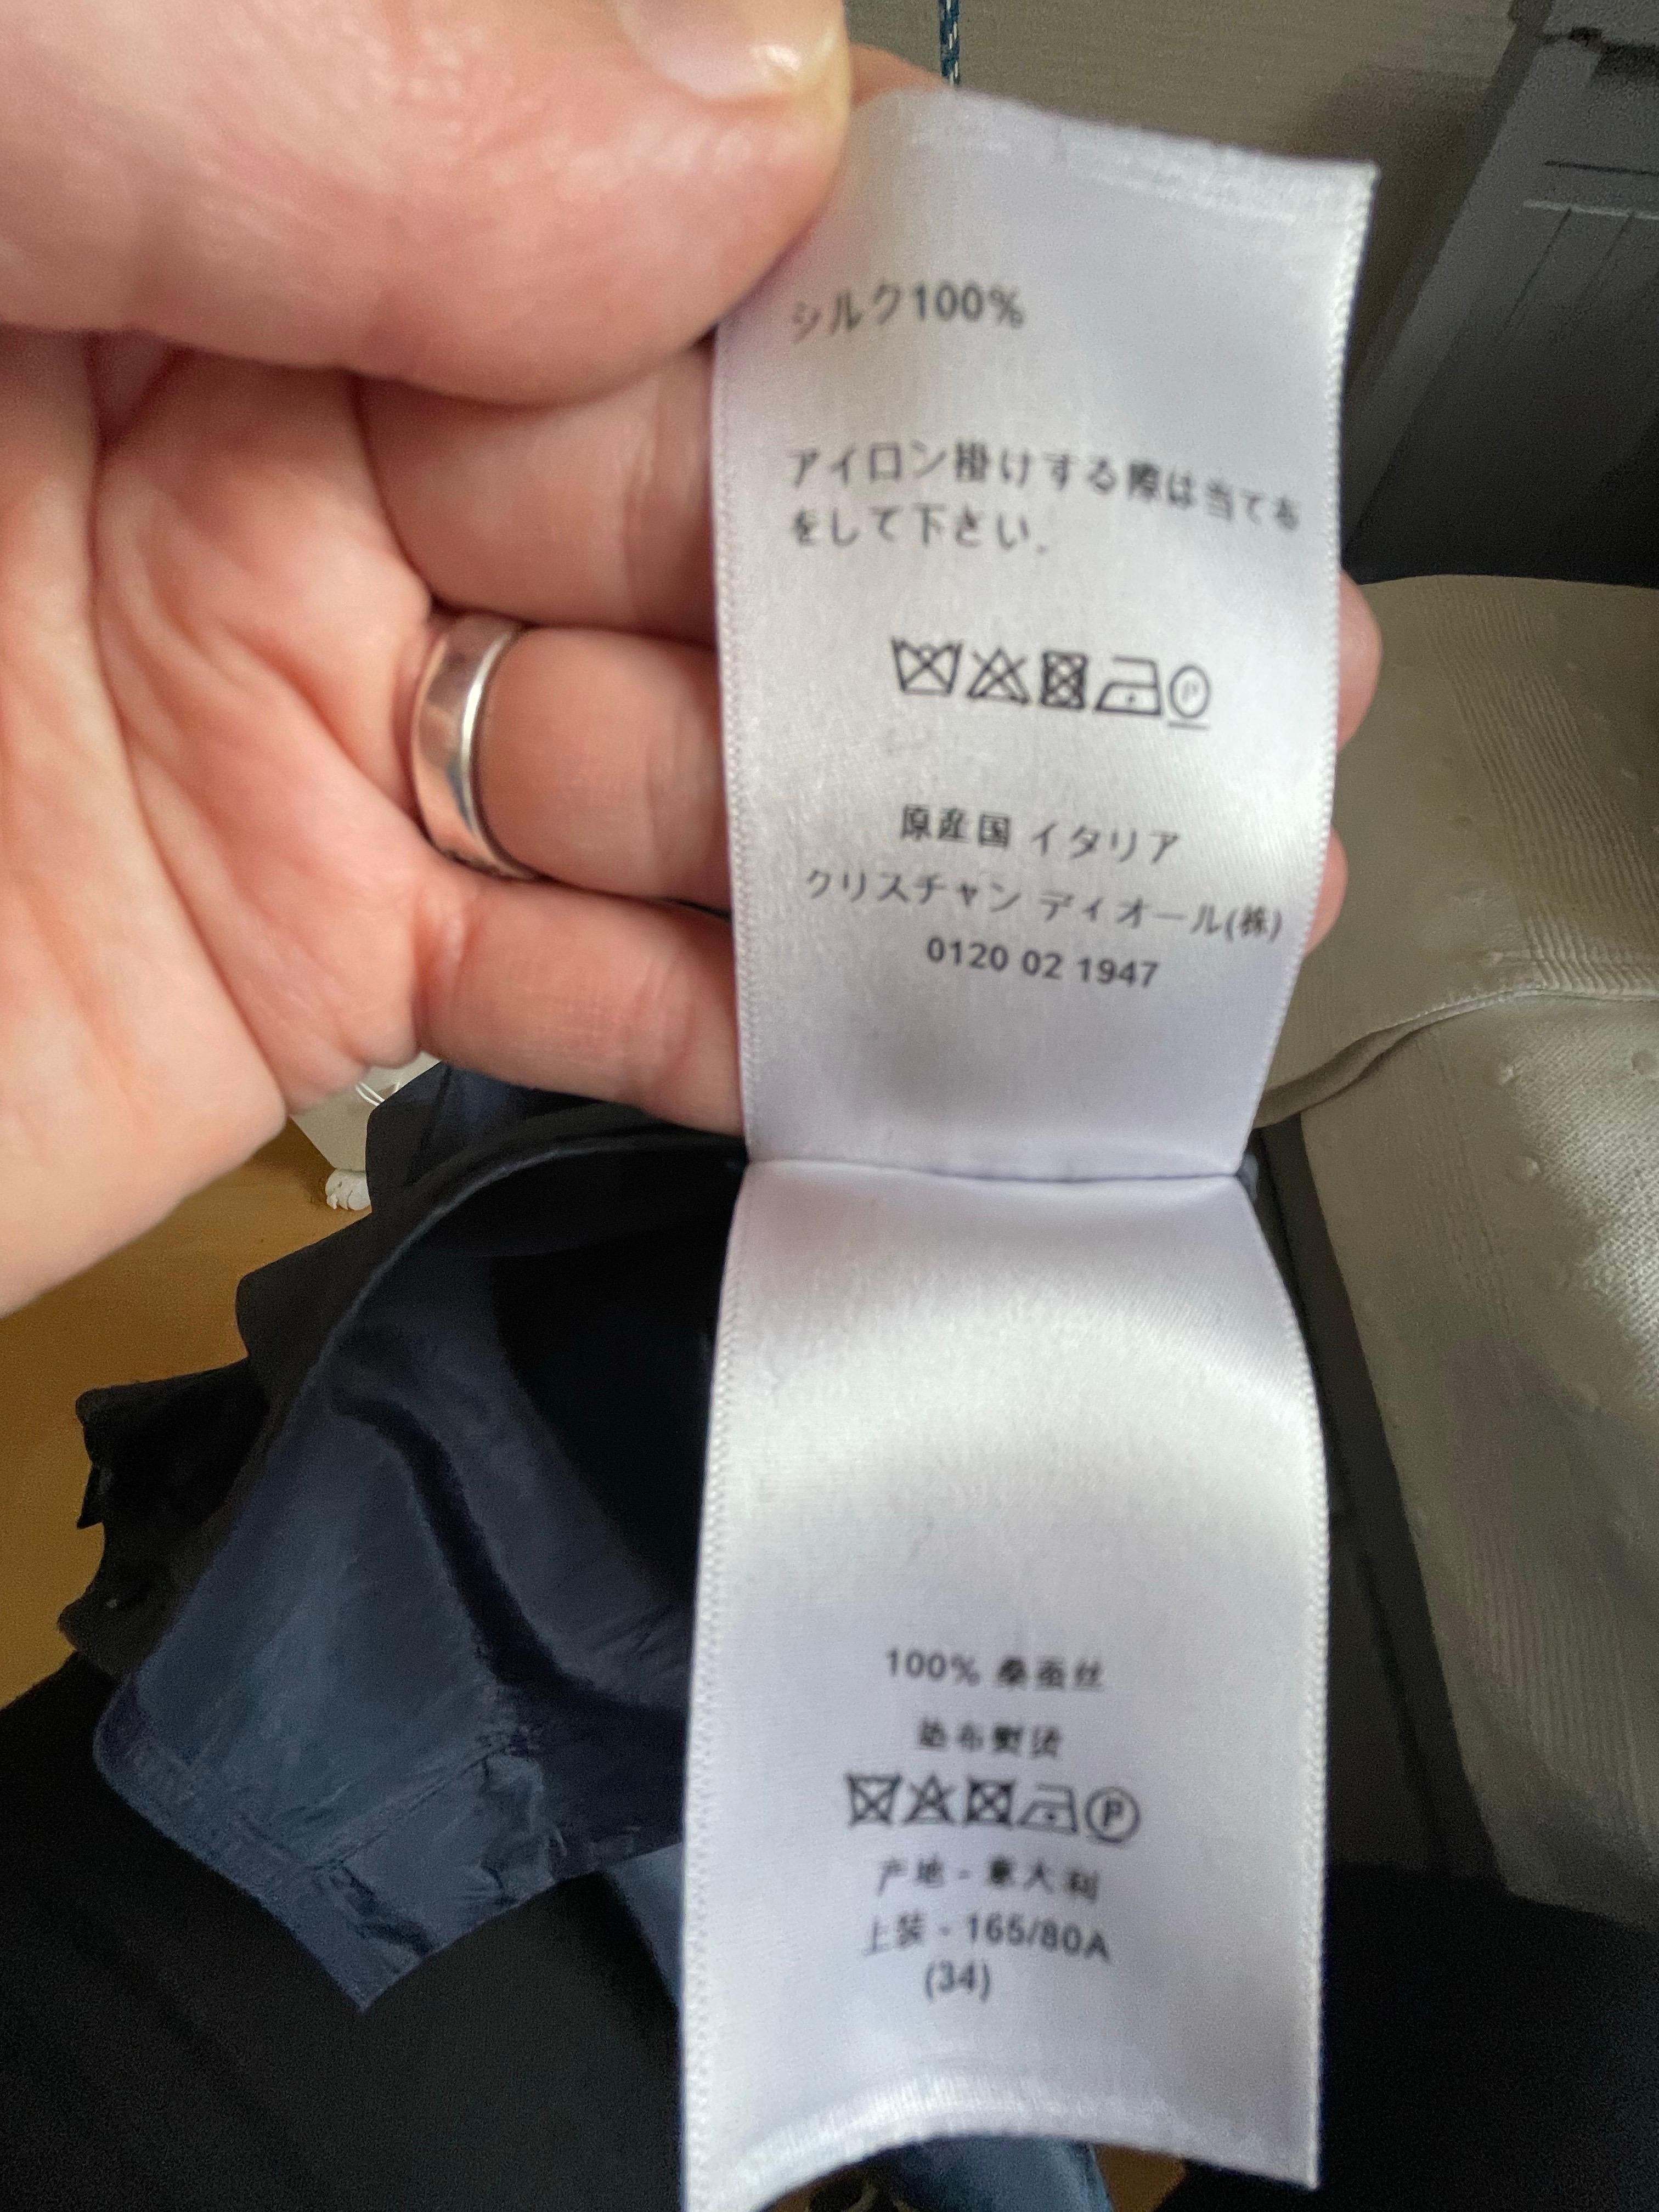 シルク100%
アイロン掛けする際は当て布
をして下さい.
P
原産国 イタリア
クリスチャン ディオール(株)
0120 02 1947
100% 桑蚕丝
垫布熨烫
P
产地 - 意大利
上装 - 165/80A
(34)